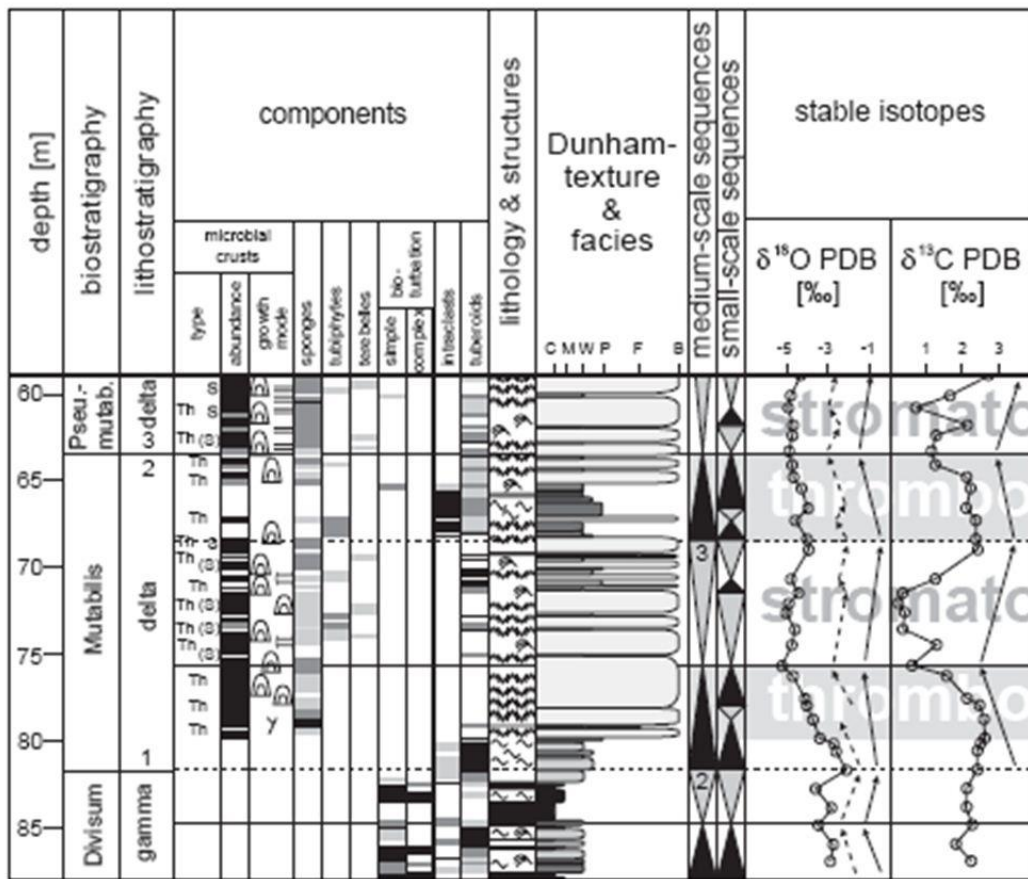 depth [m]
biostratigraphy
lithostratigraphy
components
microbial
crusts
type
abundance
growth
mode
sponges
tubiphytes
terebelles
bio-
turbation
simple
complex
intraclasts
tuberoids
lithology & structures
Dunham-
texture
&
facies
C M W P F B
medium-scale sequences
small-scale sequences
stable isotopes
δ18O PDB
[‰]
-5 -3 -1
δ13C PDB
[‰]
1 2 3
60
65
70
75
80
85
Pseu.-
mutab.
Mutabilis
Divisum
delta
3
2
delta
1
gamma
S
Th S
Th (S)
Th
Th
Th
Th S
Th (S)
Th
Th (S)
Th (S)
Th (S)
Th
Th
Th
3
2
stromato
thrombo
stromato
thrombo